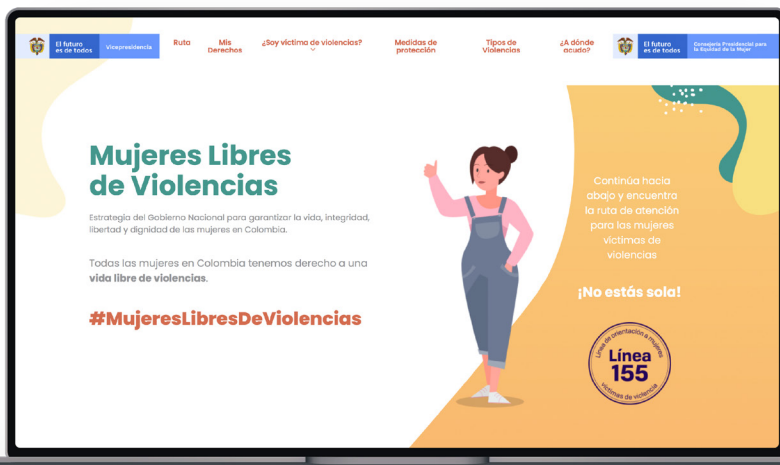 El futuro
es de todos
Vicepresidencia
Ruta
Mis
Derechos
¿Soy víctima de violencias?
Medidas de
protección
Tipos de
Violencias
¿A dónde
acudo?
El futuro
es de todos
Consejería Presidencial para
la Equidad de la Mujer
Mujeres Libres
de Violencias
Estrategia del Gobierno Nacional para garantizar la vida, integridad,
libertad y dignidad de las mujeres en Colombia.
Todas las mujeres en Colombia tenemos derecho a una
vida libre de violencias.
#MujeresLibresDeViolencias
Continúa hacia
abajo y encuentra
la ruta de atención
para las mujeres
víctimas de
violencias
¡No estás sola!
Línea de orientación a mujeres
Línea
155
víctimas de violencia